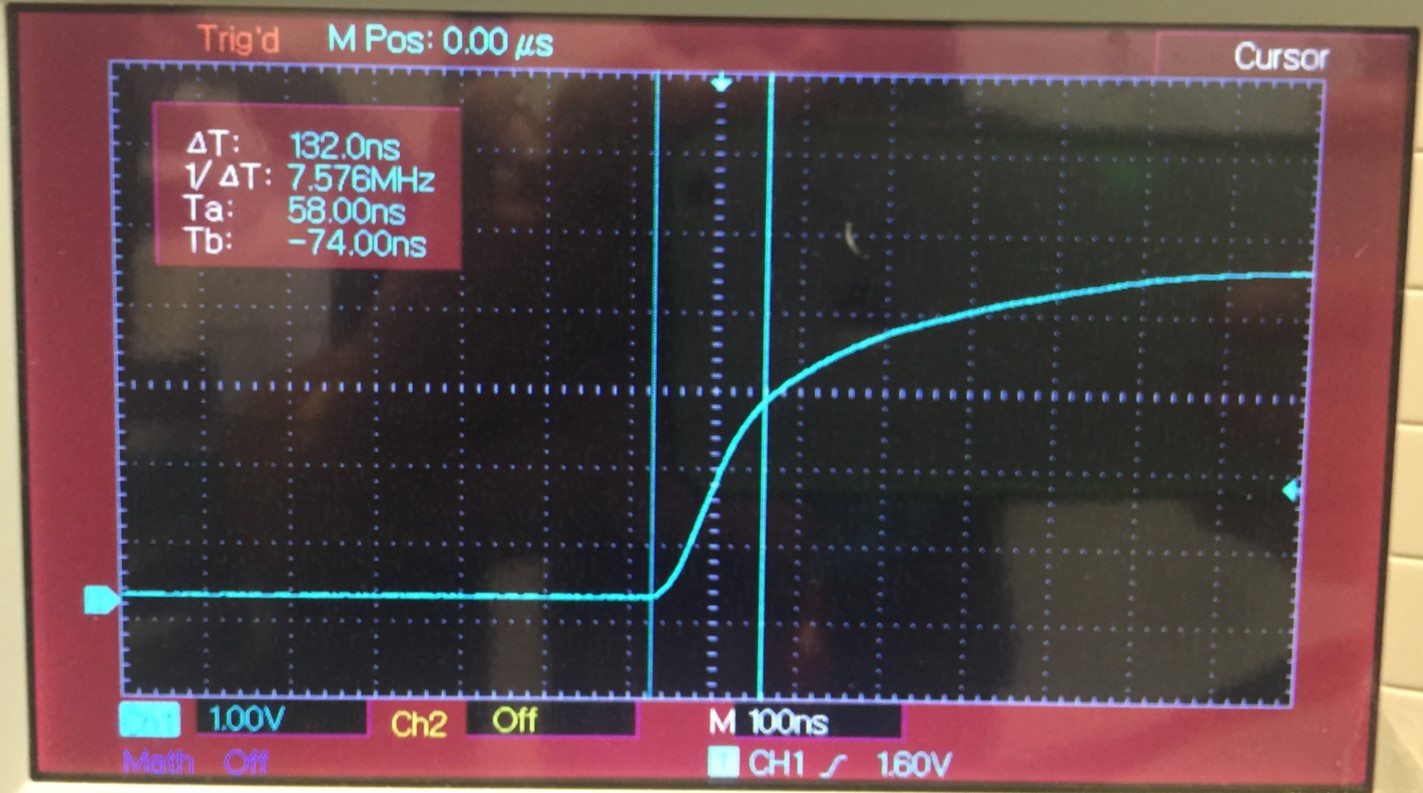 Trig'd M Pos: 0.00 µs Cursor
ΔT: 132.0ns
1/ΔT: 7.576MHz
Ta: 58.00ns
Tb: -74.00ns
Ch1 1.00V Ch2 Off M 100ns
Math Off T CH1 1.60V